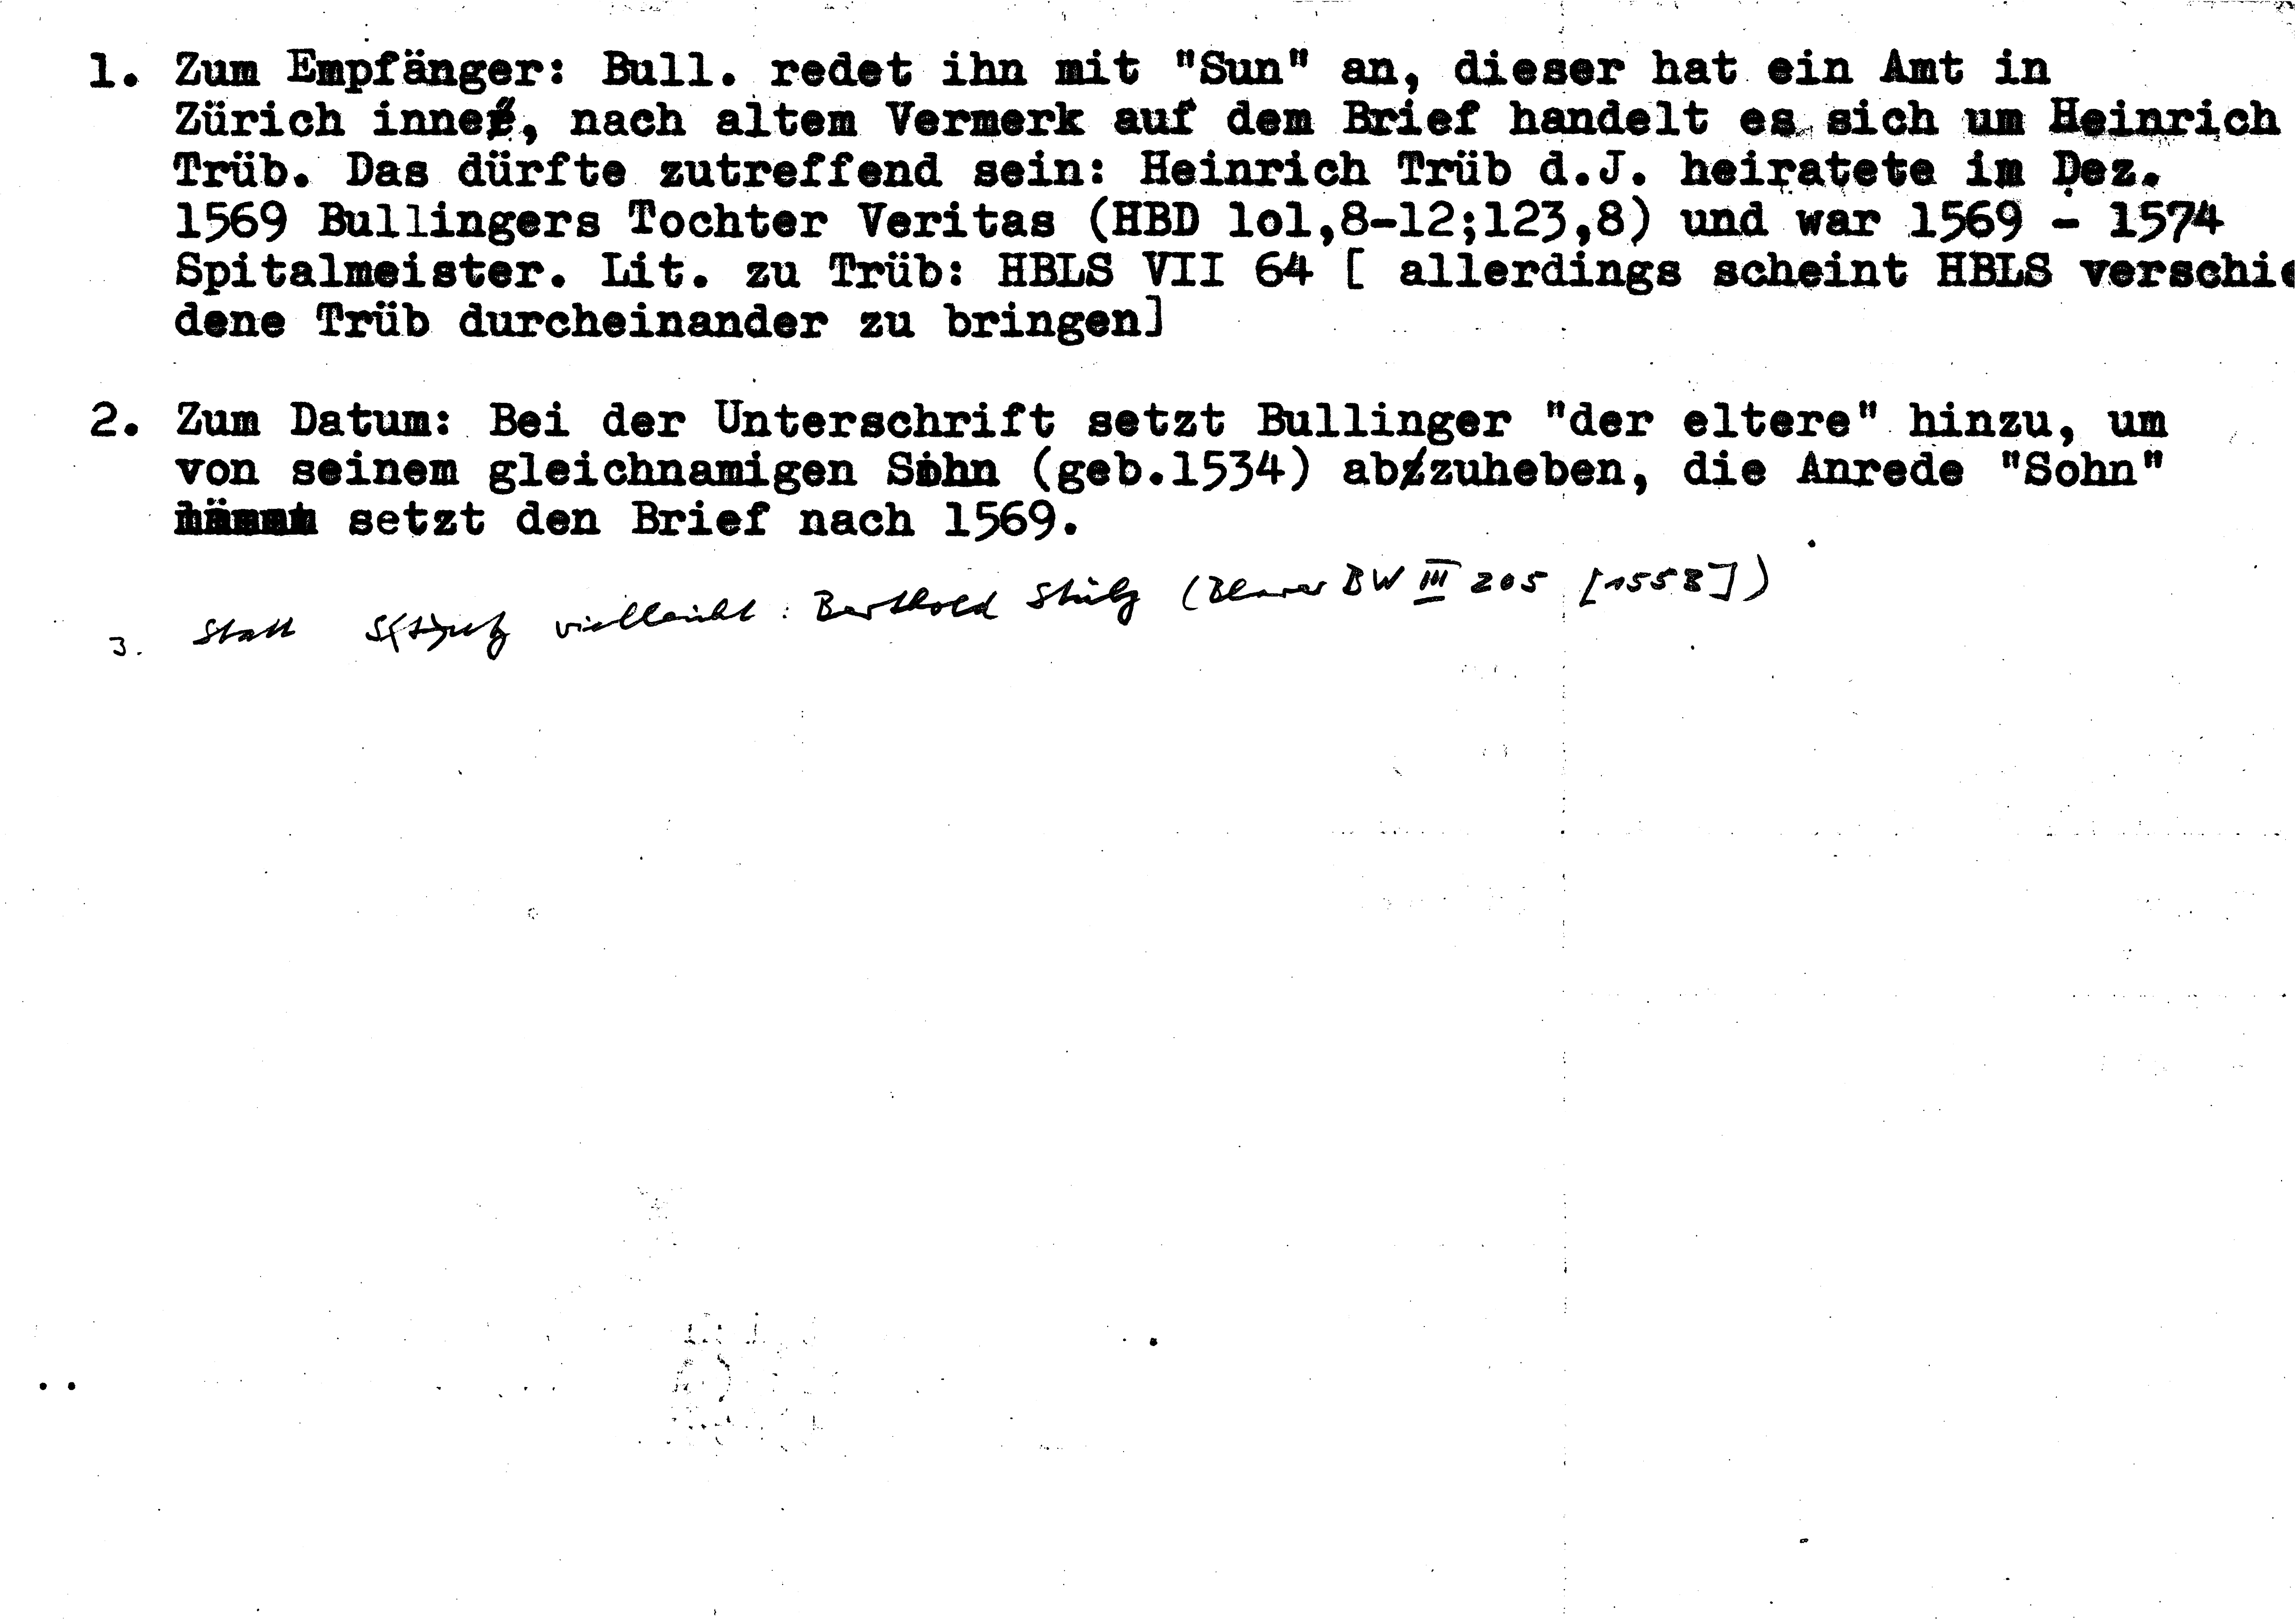 1. Zum Empfänger: Bull. redet ihn mit "Sun" an, dieser hat ein Amt in
Zürich inne, nach altem Vermerk auf dem Brief handelt es sich um Heinrich
Trüb. Das dürfte zutreffend sein: Heinrich Trüb d.J. heiratete im Dez.
1569 Bullingers Tochter Veritas (HBD lol,8-12;123,8) und war 1569 - 1574
Spitalmeister. Lit. zu Trüb: HBLS VII 64 [ allerdings scheint HBLS verschie
dene Trüb durcheinander zu bringen]
2. Zum Datum: Bei der Unterschrift setzt Bullinger "der eltere" hinzu, um
von seinem gleichnamigen Sohn (geb.1534) abzuheben, die Anrede "Sohn"
setzt den Brief nach 1569.
3. Statt vielleicht: Berthold (Blarer BW III 205 [1558])